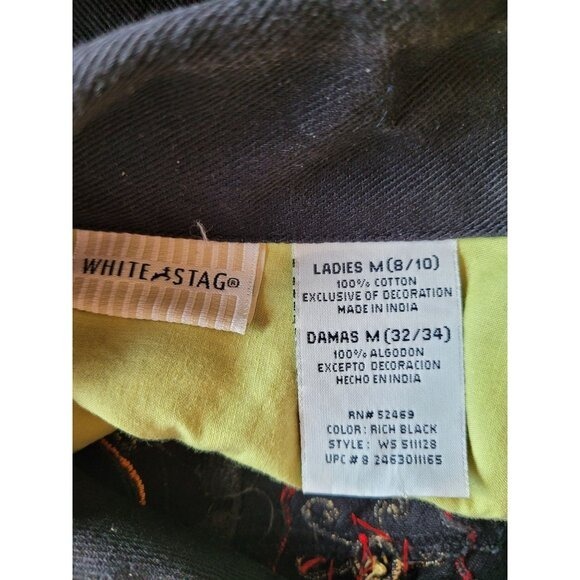 WHITE STAG®
LADIES M (8/10)
100% COTTON
EXCLUSIVE OF DECORATION
MADE IN INDIA
DAMAS M (32/34)
100% ALGODON
EXCEPTO DECORACION
HECHO EN INDIA
RN# 52469
COLOR: RICH BLACK
STYLE: WS 511128
UPC # 8 2463011165